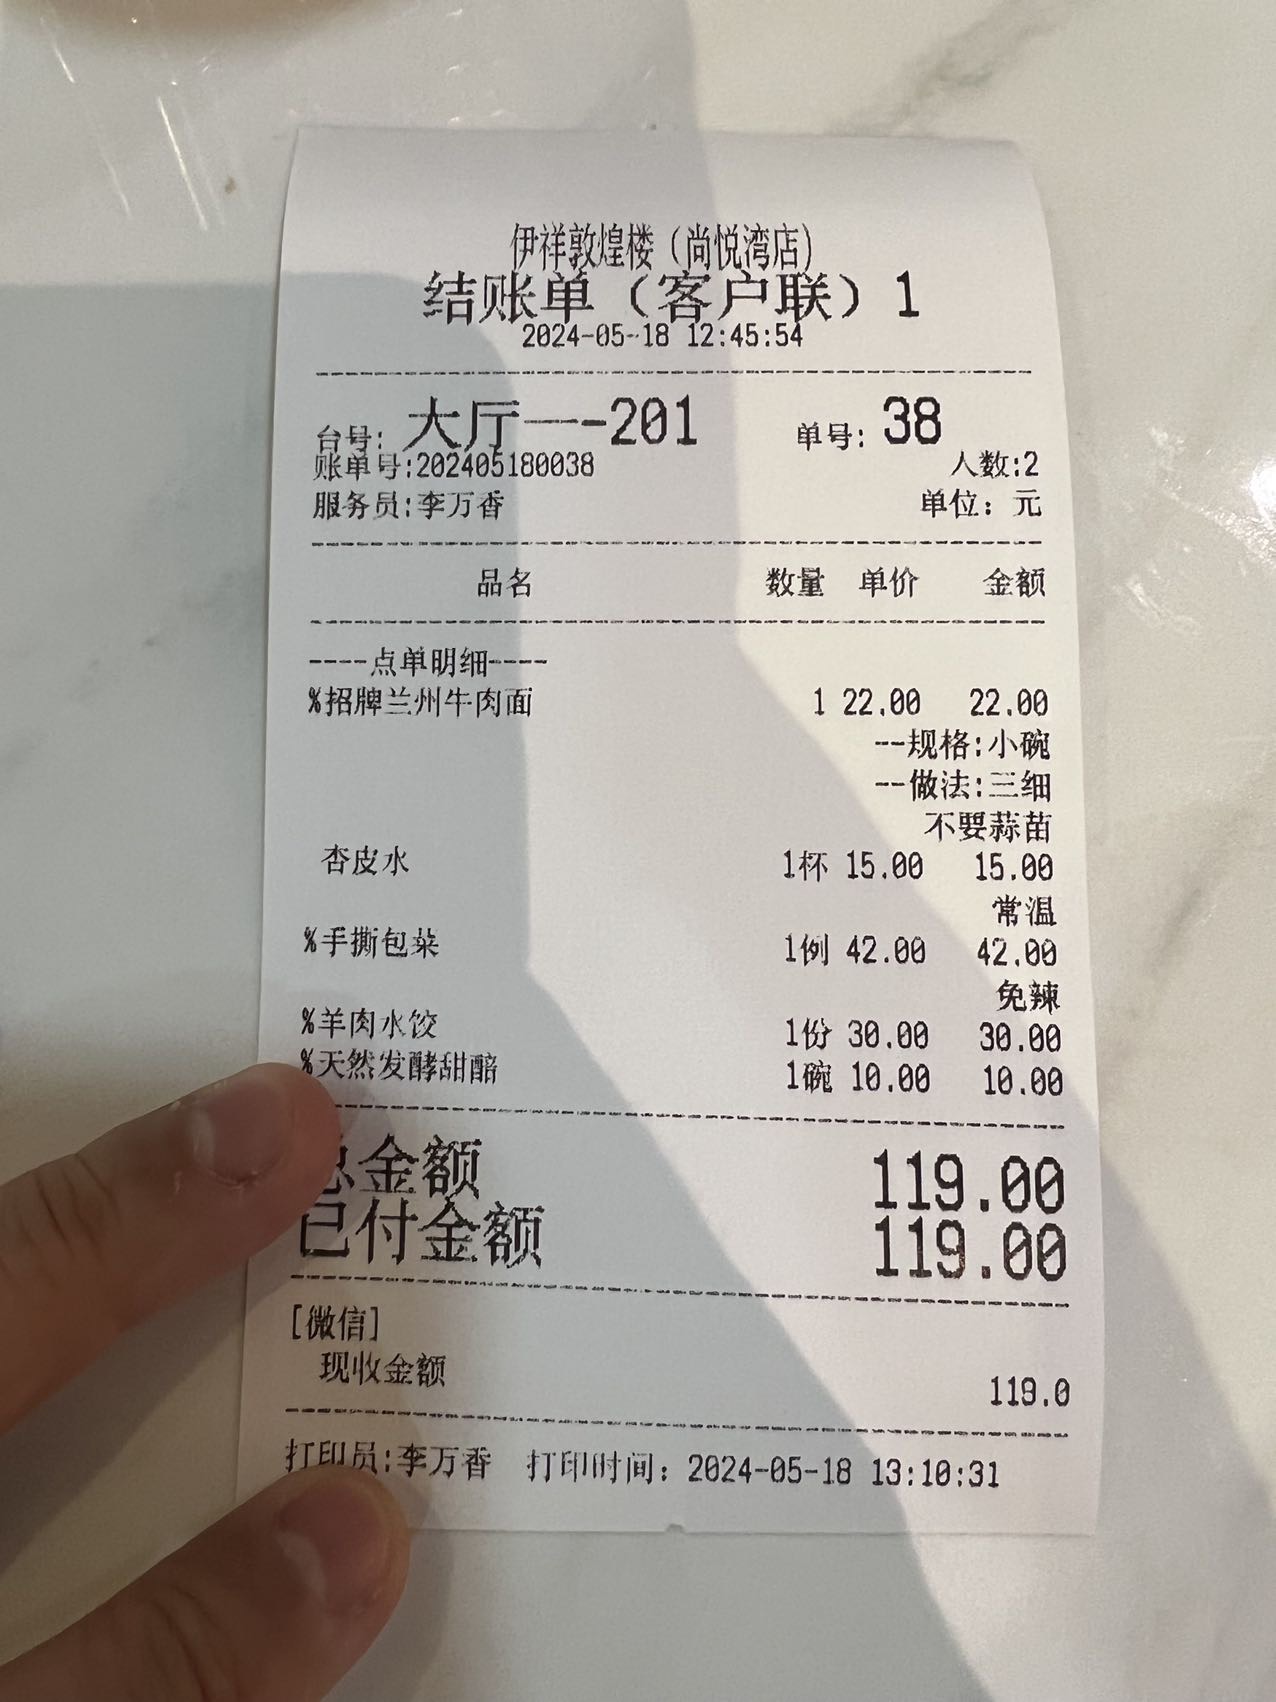 伊祥敦煌楼（尚悦湾店）
结账单（客户联）1
2024-05-18 12:45:54
台号: 大厅一--201 单号: 38
账单号:202405180038 人数:2
服务员:李万香 单位：元
品名 数量 单价 金额
----点单明细----
%招牌兰州牛肉面 1 22.00 22.00
--规格:小碗
--做法:三细
不要蒜苗
杏皮水 1杯 15.00 15.00
常温
%手撕包菜 1例 42.00 42.00
免辣
%羊肉水饺 1份 30.00 30.00
%天然发酵甜醅 1碗 10.00 10.00
总金额 119.00
已付金额 119.00
[微信]
现收金额 119.0
打印员:李万香 打印时间：2024-05-18 13:10:31